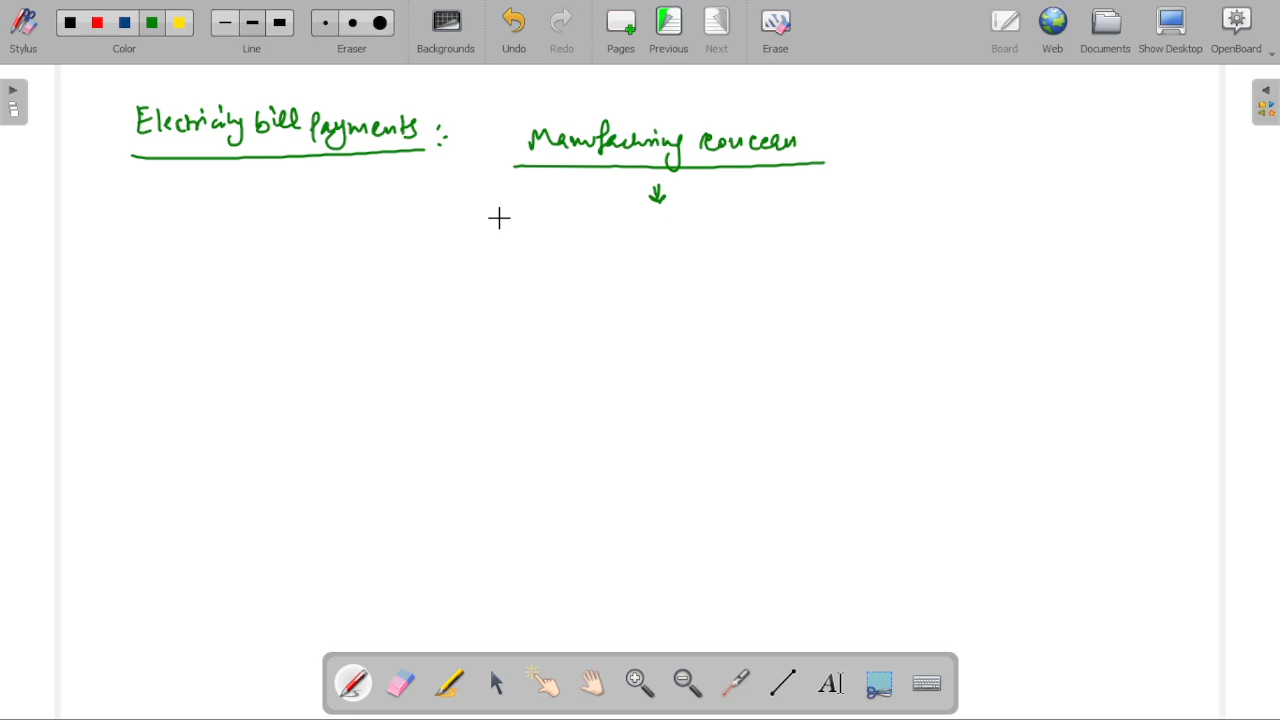 Stylus Color Line Eraser Backgrounds Undo Redo Pages Previous Next Erase Board Web Documents Show Desktop OpenBoard
Electricity bill payments :
Manufacturing concern